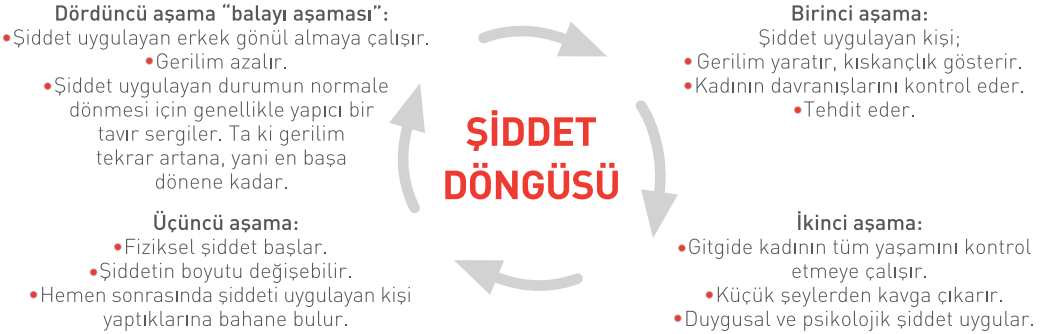 Dördüncü aşama “balayı aşaması”:
•Şiddet uygulayan erkek gönül almaya çalışır.
•Gerilim azalır.
•Şiddet uygulayan durumun normale
dönmesi için genellikle yapıcı bir
tavır sergiler. Ta ki gerilim
tekrar artana, yani en başa
dönene kadar.
Birinci aşama:
Şiddet uygulayan kişi;
• Gerilim yaratır, kıskançlık gösterir.
• Kadının davranışlarını kontrol eder.
•Tehdit eder.
ŞİDDET
DÖNGÜSÜ
Üçüncü aşama:
•Fiziksel şiddet başlar.
•Şiddetin boyutu değişebilir.
•Hemen sonrasında şiddeti uygulayan kişi
yaptıklarına bahane bulur.
İkinci aşama:
•Gitgide kadının tüm yaşamını kontrol
etmeye çalışır.
•Küçük şeylerden kavga çıkarır.
•Duygusal ve psikolojik şiddet uygular.